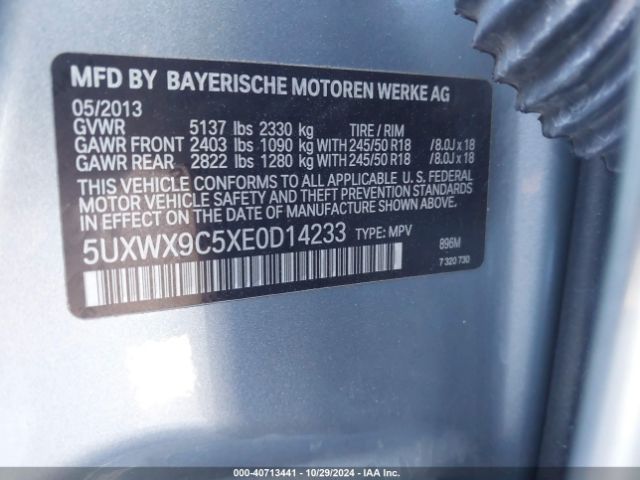 MFD BY BAYERISCHE MOTOREN WERKE AG
05/2013
GVWR 5137 lbs 2330 kg TIRE / RIM
GAWR FRONT 2403 lbs 1090 kg WITH 245/50 R18 / 8.0J x 18
GAWR REAR 2822 lbs 1280 kg WITH 245/50 R18 / 8.0J x 18
THIS VEHICLE CONFORMS TO ALL APPLICABLE U. S. FEDERAL
MOTOR VEHICLE SAFETY AND THEFT PREVENTION STANDARDS
IN EFFECT ON THE DATE OF MANUFACTURE SHOWN ABOVE.
5UXWX9C5XE0D14233 TYPE: MPV 896M
7 320 730
000-40713441 - 10/29/2024 - IAA Inc.